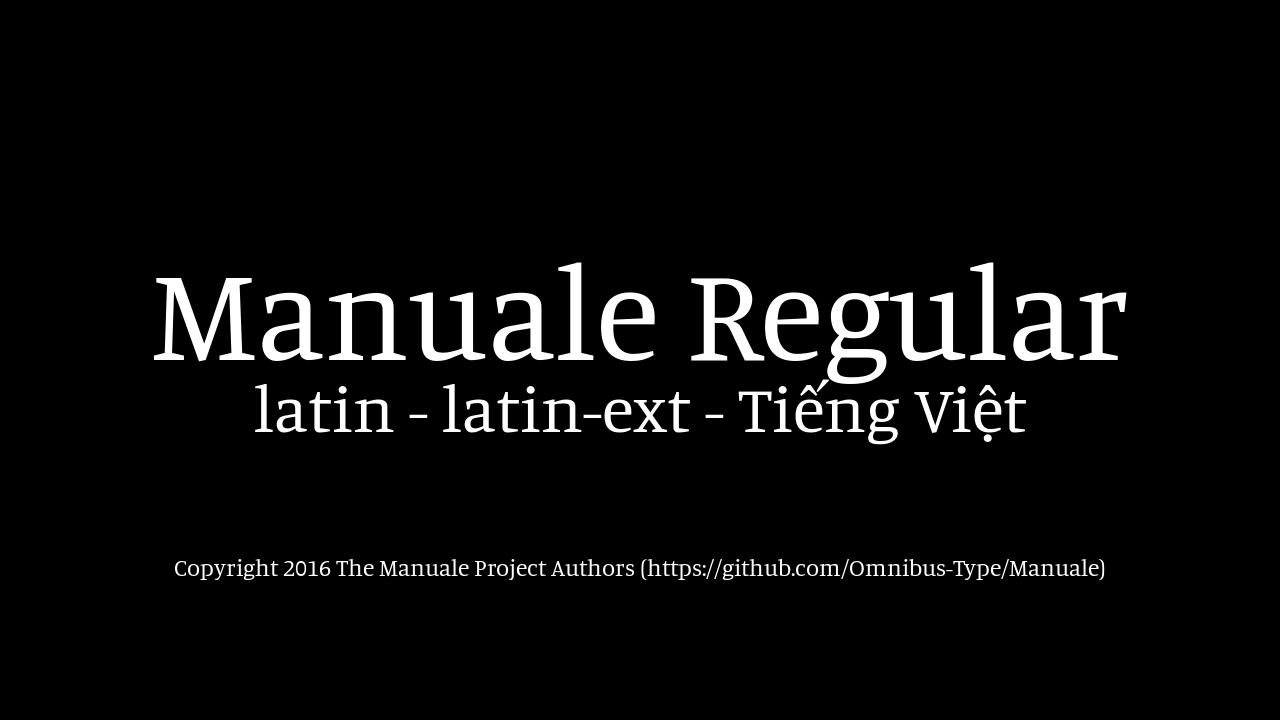 Manuale Regular
latin - latin-ext - Tiếng Việt
Copyright 2016 The Manuale Project Authors (https://github.com/Omnibus-Type/Manuale)